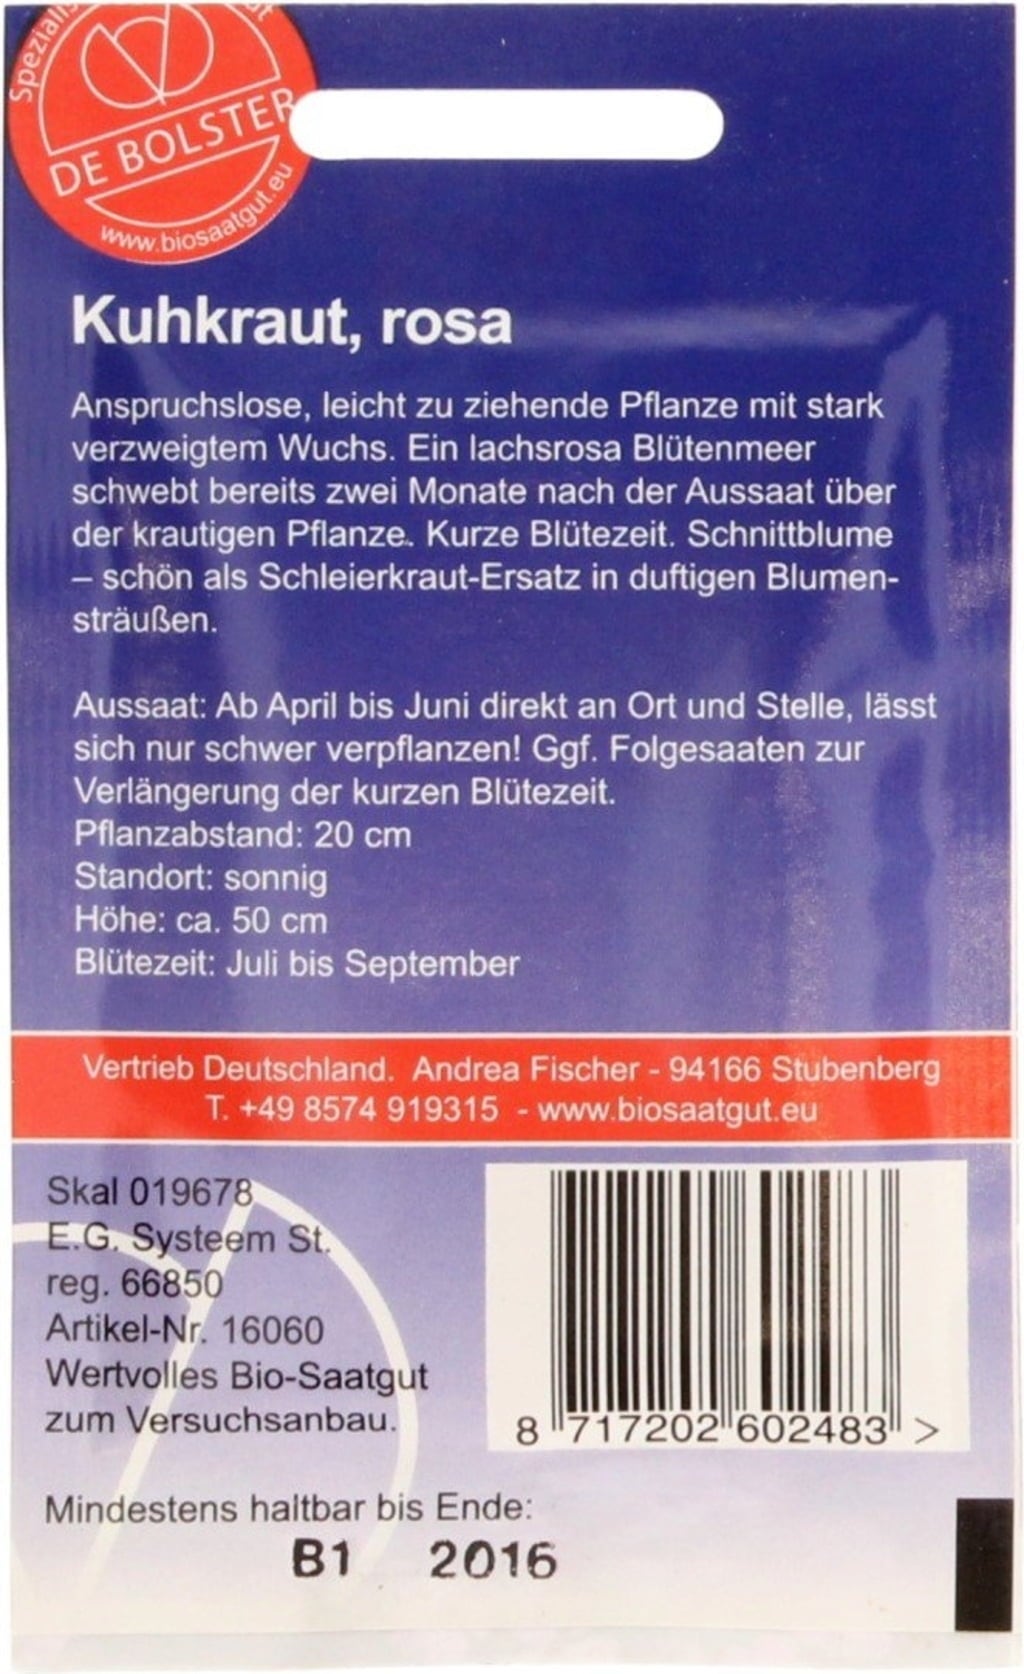 Spezialis
DE BOLSTER
www.biosaatgut.eu
Kuhkraut, rosa
Anspruchslose, leicht zu ziehende Pflanze mit stark
verzweigtem Wuchs. Ein lachsrosa Blütenmeer
schwebt bereits zwei Monate nach der Aussaat über
der krautigen Pflanze. Kurze Blütezeit. Schnittblume
– schön als Schleierkraut-Ersatz in duftigen Blumen-
sträußen.
Aussaat: Ab April bis Juni direkt an Ort und Stelle, lässt
sich nur schwer verpflanzen! Ggf. Folgesaaten zur
Verlängerung der kurzen Blütezeit.
Pflanzabstand: 20 cm
Standort: sonnig
Höhe: ca. 50 cm
Blütezeit: Juli bis September
Vertrieb Deutschland. Andrea Fischer - 94166 Stubenberg
T. +49 8574 919315 - www.biosaatgut.eu
Skal 019678
E.G. Systeem St.
reg. 66850
Artikel-Nr. 16060
Wertvolles Bio-Saatgut
zum Versuchsanbau.
8 717202 602483 >
Mindestens haltbar bis Ende:
B1 2016